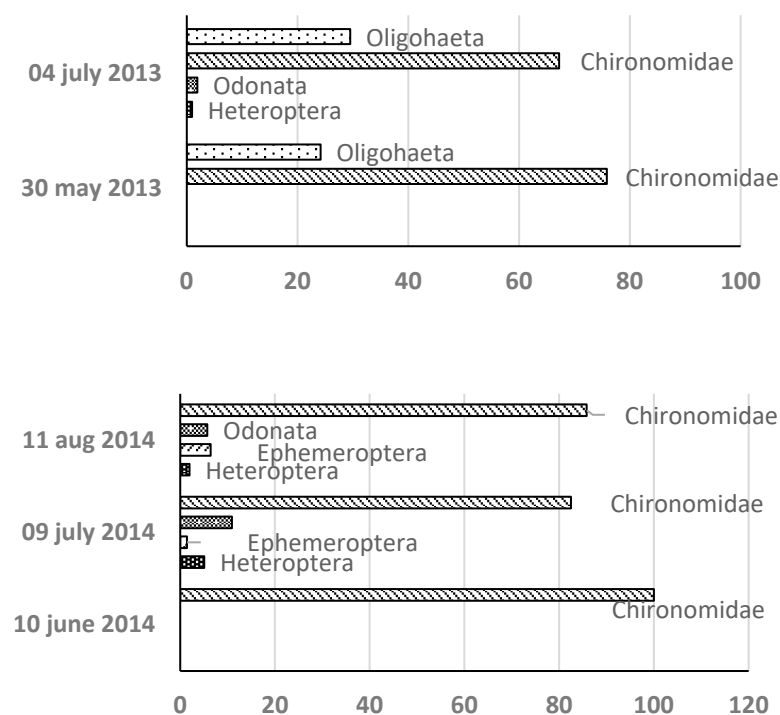 Oligohaeta
04 july 2013
Chironomidae
Odonata
Heteroptera
Oligohaeta
30 may 2013
Chironomidae
0 20 40 60 80 100
Chironomidae
11 aug 2014
Odonata
Ephemeroptera
Heteroptera
Chironomidae
09 july 2014
Ephemeroptera
Heteroptera
Chironomidae
10 june 2014
0 20 40 60 80 100 120